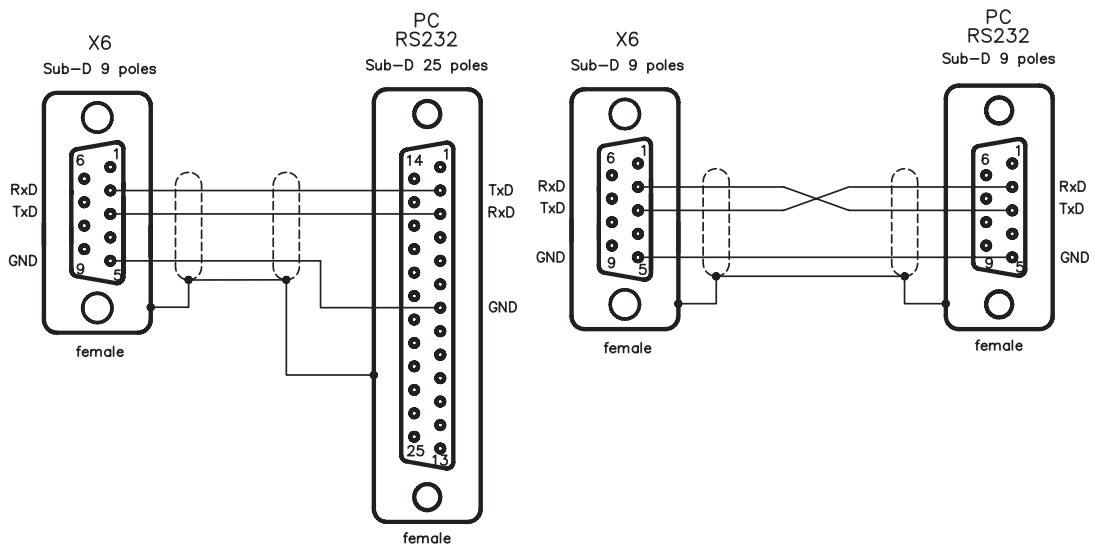 X6
Sub-D 9 poles
PC
RS232
Sub-D 25 poles
6
1
14
1
RxD
TxD
TxD
RxD
GND
9
5
GND
25
13
female
female
X6
Sub-D 9 poles
PC
RS232
Sub-D 9 poles
6
1
6
1
RxD
RxD
TxD
TxD
GND
GND
9
5
9
5
female
female